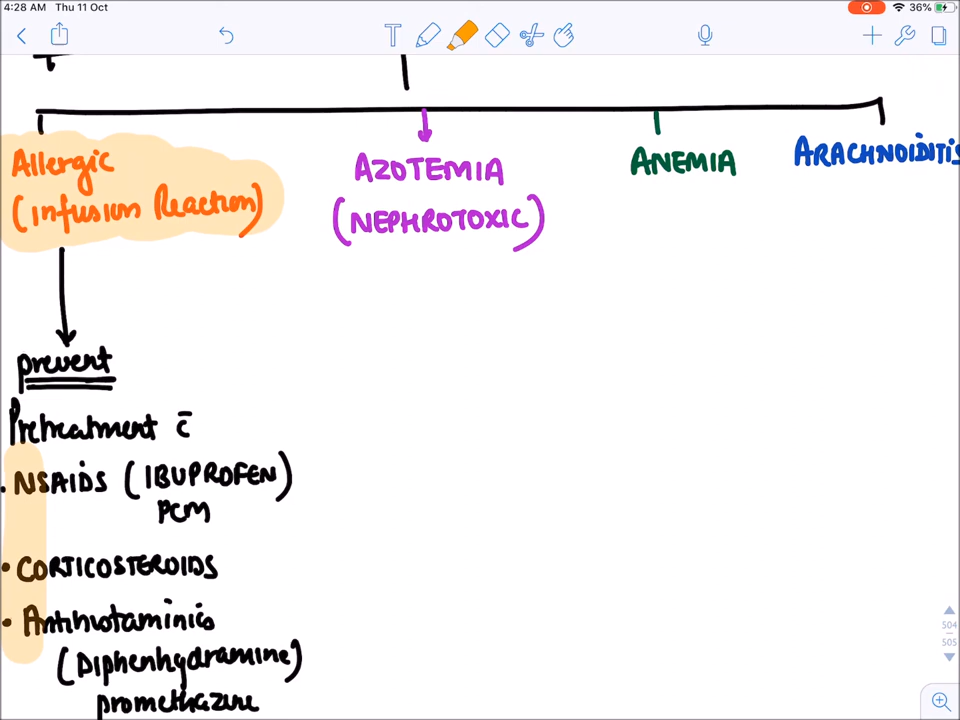 4:28 AM Thu 11 Oct
36%
T
Allergic
(Infusion Reaction)
AZOTEMIA
(NEPHROTOXIC)
ANEMIA
ARACHNOIDITIS
prevent
Pretreatment c̄
. NSAIDS (IBUPROFEN)
PCM
• CORTICOSTEROIDS
• Antihistaminics
(Diphenhydramine)
promethazine
504
505